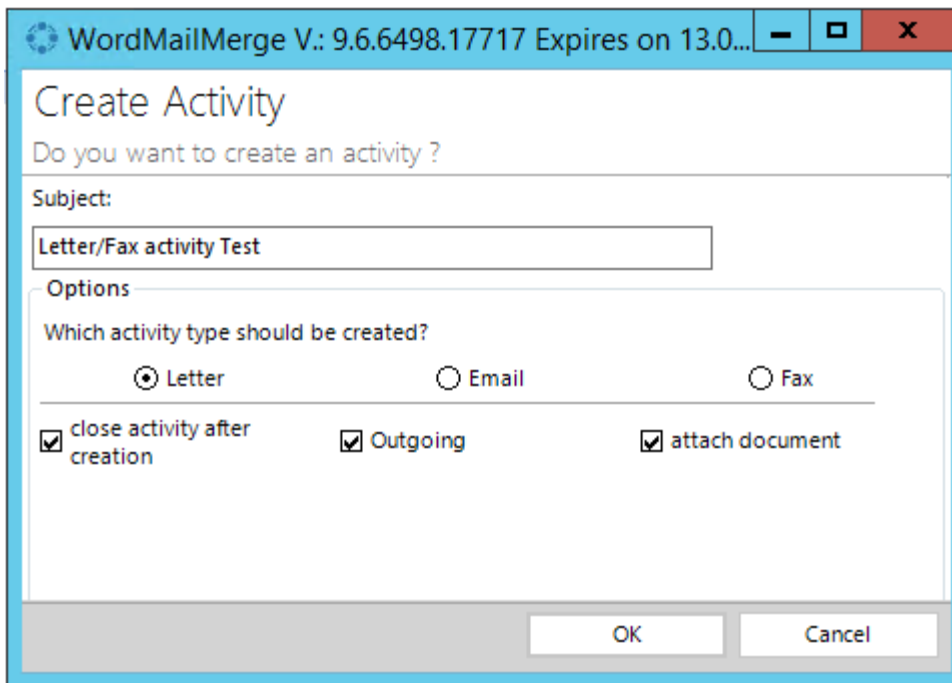 WordMailMerge V.: 9.6.6498.17717 Expires on 13.0...
Create Activity
Do you want to create an activity ?
Subject:
Letter/Fax activity Test
Options
Which activity type should be created?
Letter Email Fax
close activity after
creation
Outgoing
attach document
OK Cancel